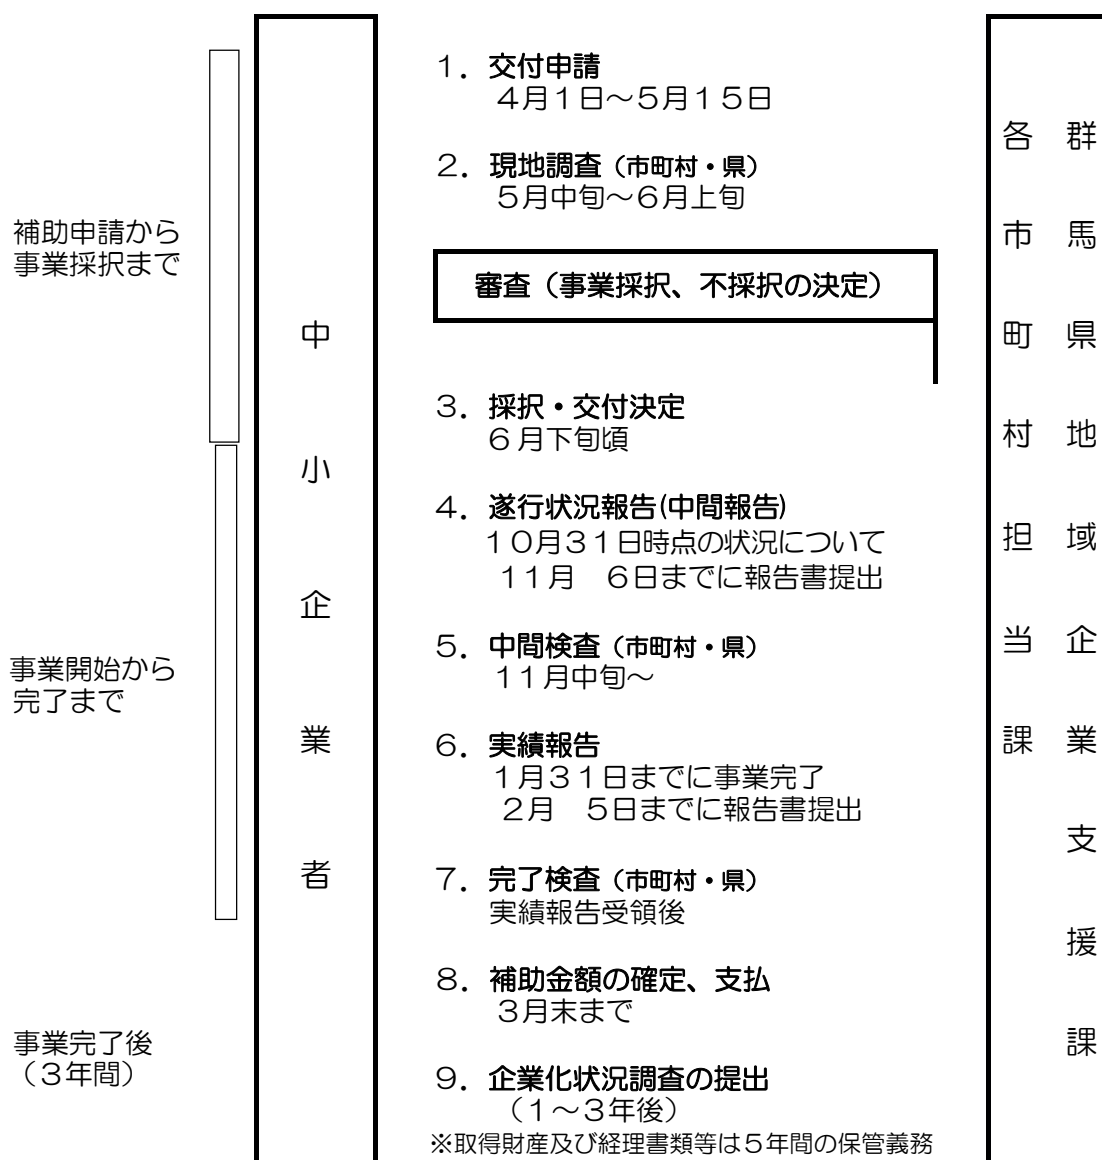 補助申請から
事業採択まで
事業開始から
完了まで
事業完了後
（３年間）
中小企業者
１．交付申請
４月１日～５月１５日
２．現地調査（市町村・県）
５月中旬～６月上旬
審査（事業採択、不採択の決定）
３．採択・交付決定
６月下旬頃
４．遂行状況報告(中間報告)
１０月３１日時点の状況について
１１月　６日までに報告書提出
５．中間検査（市町村・県）
１１月中旬～
６．実績報告
１月３１日までに事業完了
２月　５日までに報告書提出
７．完了検査（市町村・県）
実績報告受領後
８．補助金額の確定、支払
３月末まで
９．企業化状況調査の提出
（１～３年後）
※取得財産及び経理書類等は５年間の保管義務
群馬県地域企業支援課
各市町村担当課